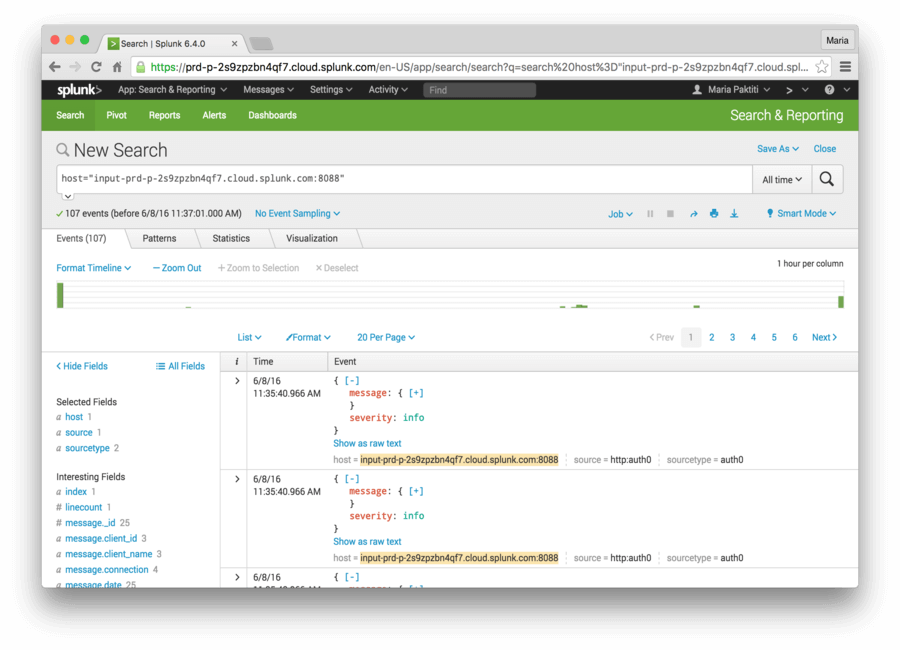 Search | Splunk 6.4.0
Maria
https://prd-p-2s9zpzbn4qf7.cloud.splunk.com/en-US/app/search/search?q=search%20host%3D"input-prd-p-2s9zpzbn4qf7.cloud.spl...
splunk> App: Search & Reporting Messages Settings Activity Find Maria Paktiti
Search Pivot Reports Alerts Dashboards Search & Reporting
New Search Save As Close
host="input-prd-p-2s9zpzbn4qf7.cloud.splunk.com:8088" All time
107 events (before 6/8/16 11:37:01.000 AM) No Event Sampling Job Smart Mode
Events (107) Patterns Statistics Visualization
Format Timeline — Zoom Out + Zoom to Selection × Deselect 1 hour per column
List Format 20 Per Page < Prev 1 2 3 4 5 6 Next >
< Hide Fields All Fields
i Time Event
Selected Fields
a host 1
a source 1
a sourcetype 2
Interesting Fields
a index 1
# linecount 1
# message._id 25
a message.client_id 3
a message.client_name 3
a message.connection 4
a message.date 25
> 6/8/16 { [-]
11:35:40.966 AM message: { [+]
}
severity: info
}
Show as raw text
host = input-prd-p-2s9zpzbn4qf7.cloud.splunk.com:8088 source = http:auth0 sourcetype = auth0
> 6/8/16 { [-]
11:35:40.966 AM message: { [+]
}
severity: info
}
Show as raw text
host = input-prd-p-2s9zpzbn4qf7.cloud.splunk.com:8088 source = http:auth0 sourcetype = auth0
> 6/8/16 { [-]